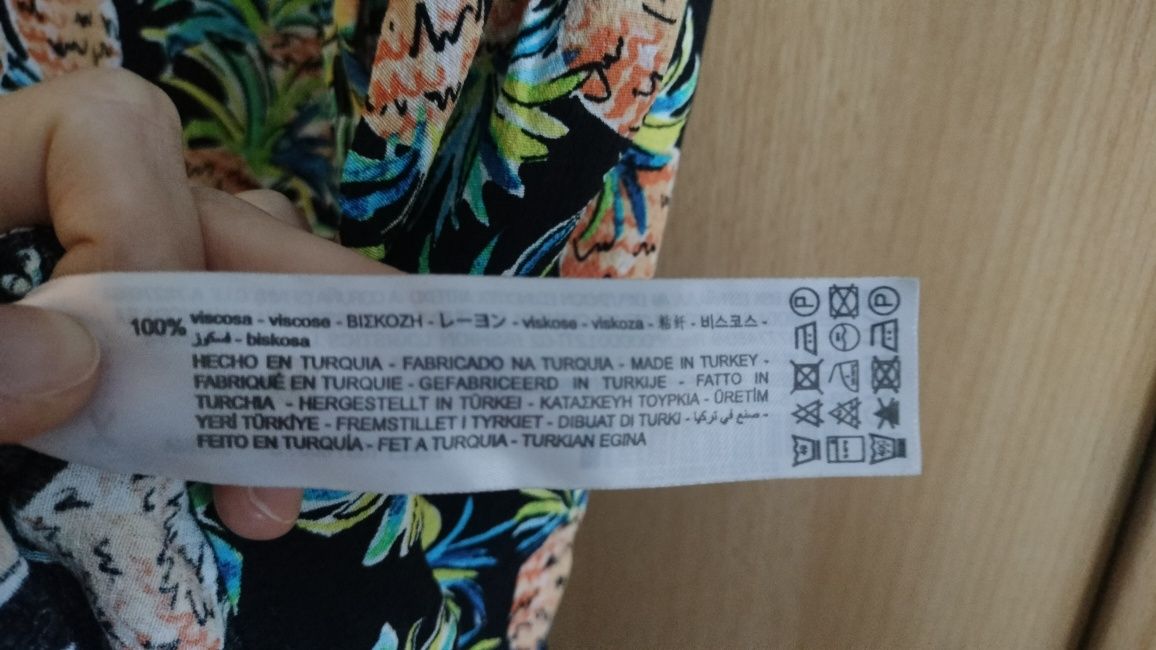 100% viscosa - viscose - ΒΙΣΚΟΖΗ - レーヨン - viskose - viskoza - 粘纤 - 비스코스 -
فسكوز - biskosa
HECHO EN TURQUIA - FABRICADO NA TURQUIA - MADE IN TURKEY -
FABRIQUÉ EN TURQUIE - GEFABRICEERD IN TURKIJE - FATTO IN
TURCHIA - HERGESTELLT IN TÜRKEI - ΚΑΤΑΣΚΕΥΗ ΤΟΥΡΚΙΑ - ÜRETİM
YERİ TÜRKİYE - FREMSTILLET I TYRKIET - DIBUAT DI TURKI - صنع في تركيا -
FEITO EN TURQUÍA - FET A TURQUIA - TURKIAN EGINA